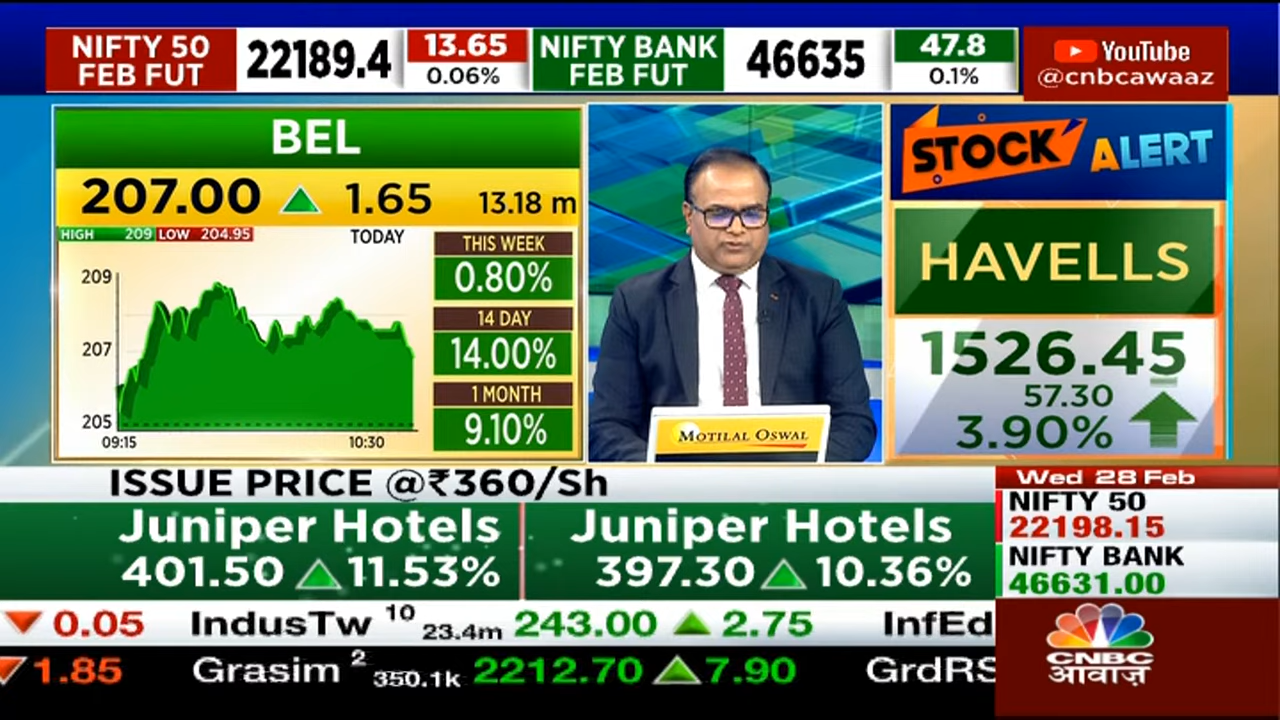 NIFTY 50
FEB FUT
22189.4
13.65
0.06%
NIFTY BANK
FEB FUT
46635
47.8
0.1%
YouTube
@cnbcawaaz
BEL
207.00 1.65 13.18 m
HIGH 209 LOW 204.95
TODAY
209
207
205
09:15 10:30
THIS WEEK
0.80%
14 DAY
14.00%
1 MONTH
9.10%
MOTILAL OSWAL
STOCK ALERT
HAVELLS
1526.45
57.30
3.90%
ISSUE PRICE @₹360/Sh
Juniper Hotels
401.50 11.53%
Juniper Hotels
397.30 10.36%
Wed 28 Feb
NIFTY 50
22198.15
NIFTY BANK
46631.00
0.05 IndusTw 10 23.4m 243.00 2.75 InfEd
1.85 Grasim 2 350.1k 2212.70 7.90 GrdRS
CNBC
आवाज़